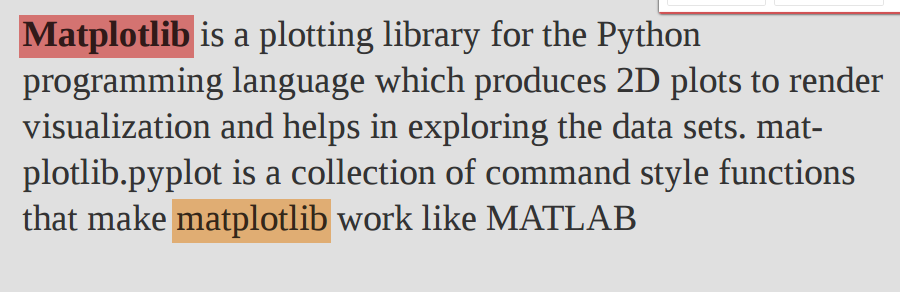 Matplotlib is a plotting library for the Python
programming language which produces 2D plots to render
visualization and helps in exploring the data sets. mat-
plotlib.pyplot is a collection of command style functions
that make matplotlib work like MATLAB